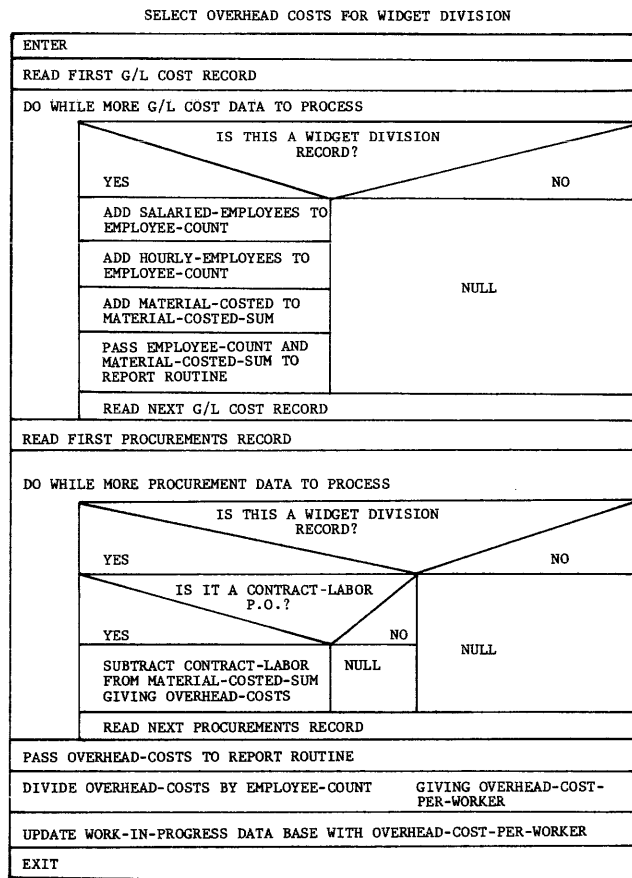 SELECT OVERHEAD COSTS FOR WIDGET DIVISION
ENTER
READ FIRST G/L COST RECORD
DO WHILE MORE G/L COST DATA TO PROCESS
IS THIS A WIDGET DIVISION
RECORD?
YES
NO
ADD SALARIED-EMPLOYEES TO
EMPLOYEE-COUNT
ADD HOURLY-EMPLOYEES TO
EMPLOYEE-COUNT
ADD MATERIAL-COSTED TO
MATERIAL-COSTED-SUM
PASS EMPLOYEE-COUNT AND
MATERIAL-COSTED-SUM TO
REPORT ROUTINE
NULL
READ NEXT G/L COST RECORD
READ FIRST PROCUREMENTS RECORD
DO WHILE MORE PROCUREMENT DATA TO PROCESS
IS THIS A WIDGET DIVISION
RECORD?
YES
NO
IS IT A CONTRACT-LABOR
P.O.?
YES
NO
SUBTRACT CONTRACT-LABOR
FROM MATERIAL-COSTED-SUM
GIVING OVERHEAD-COSTS
NULL
NULL
READ NEXT PROCUREMENTS RECORD
PASS OVERHEAD-COSTS TO REPORT ROUTINE
DIVIDE OVERHEAD-COSTS BY EMPLOYEE-COUNT GIVING OVERHEAD-COST-
PER-WORKER
UPDATE WORK-IN-PROGRESS DATA BASE WITH OVERHEAD-COST-PER-WORKER
EXIT